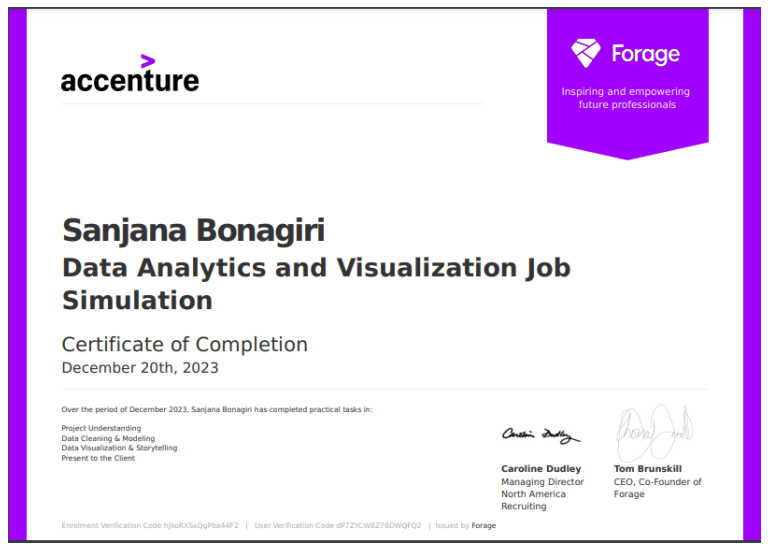 accenture
Forage
Inspiring and empowering
future professionals
Sanjana Bonagiri
Data Analytics and Visualization Job
Simulation
Certificate of Completion
December 20th, 2023
Over the period of December 2023, Sanjana Bonagiri has completed practical tasks in:
Project Understanding
Data Cleaning & Modeling
Data Visualization & Storytelling
Present to the Client
Caroline Dudley
Caroline Dudley
Managing Director
North America
Recruiting
Tom Brunskill
CEO, Co-Founder of
Forage
Enrolment Verification Code hJkoRXSxQgPba44F2 | User Verification Code dP7ZYCW8Z76DWQFQ2 | Issued by Forage